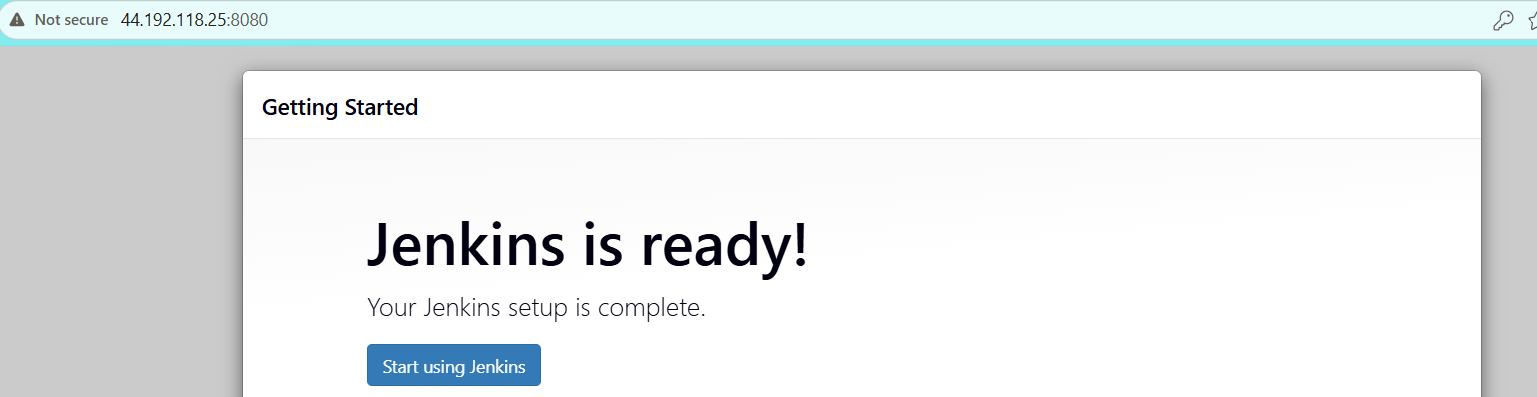 Not secure 44.192.118.25:8080
Getting Started
Jenkins is ready!
Your Jenkins setup is complete.
Start using Jenkins